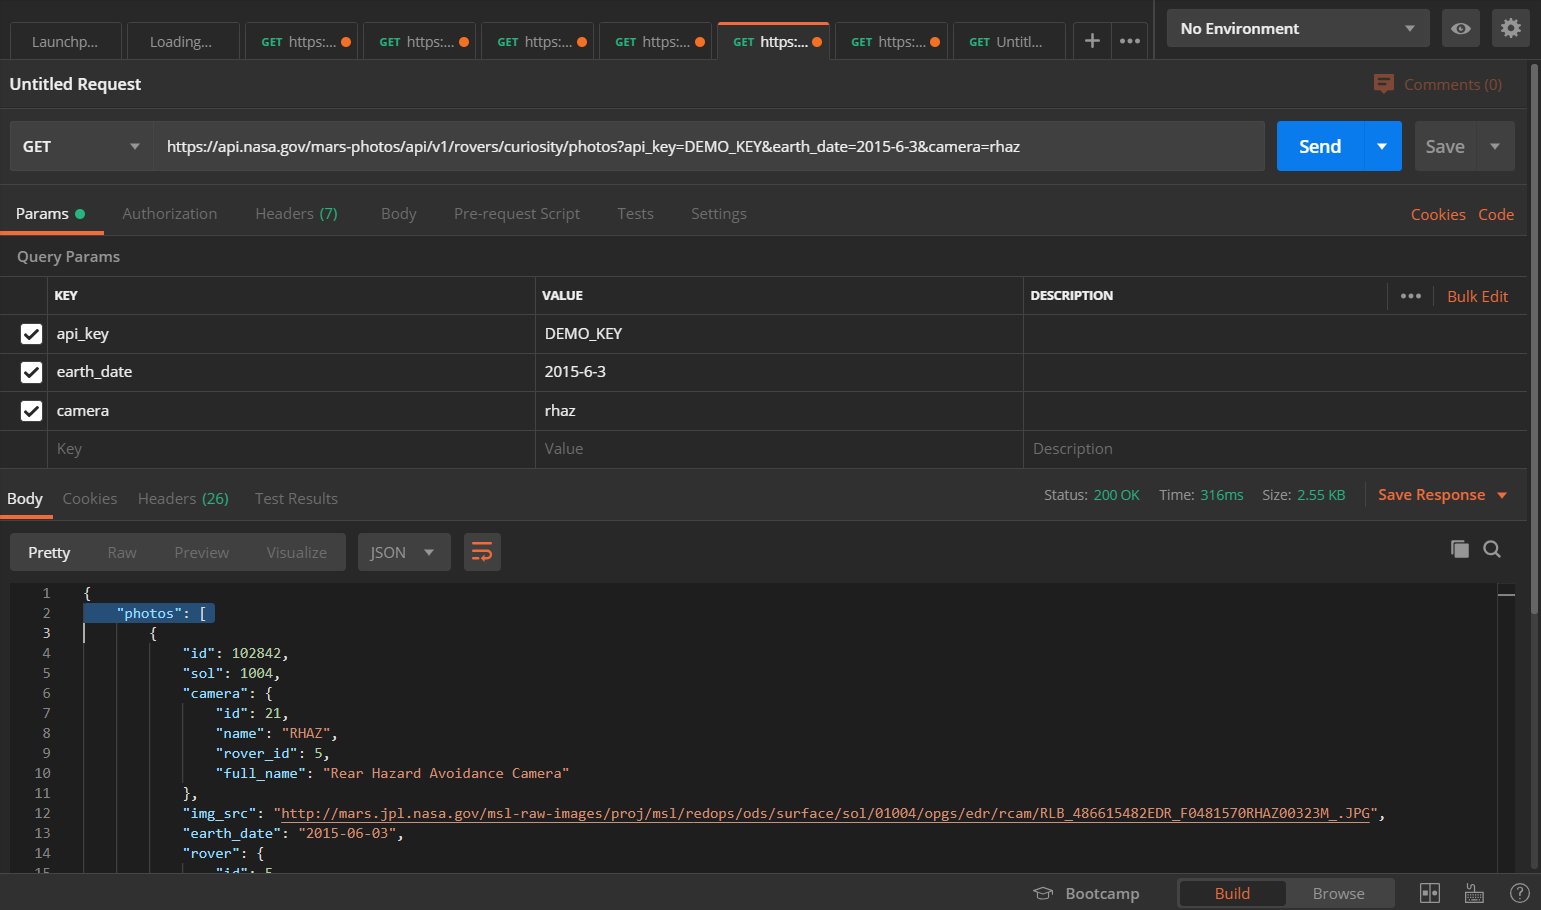 Launchp...
Loading...
GET https:...
GET https:...
GET https:...
GET https:...
GET https:...
GET https:...
GET Untitl...
No Environment
Untitled Request
Comments (0)
GET
https://api.nasa.gov/mars-photos/api/v1/rovers/curiosity/photos?api_key=DEMO_KEY&earth_date=2015-6-3&camera=rhaz
Send
Save
Params
Authorization
Headers (7)
Body
Pre-request Script
Tests
Settings
Cookies
Code
Query Params
KEY
VALUE
DESCRIPTION
Bulk Edit
api_key
DEMO_KEY
earth_date
2015-6-3
camera
rhaz
Key
Value
Description
Body
Cookies
Headers (26)
Test Results
Status: 200 OK
Time: 316ms
Size: 2.55 KB
Save Response
Pretty
Raw
Preview
Visualize
JSON
1 {
2 "photos": [
3 {
4 "id": 102842,
5 "sol": 1004,
6 "camera": {
7 "id": 21,
8 "name": "RHAZ",
9 "rover_id": 5,
10 "full_name": "Rear Hazard Avoidance Camera"
11 },
12 "img_src": "http://mars.jpl.nasa.gov/msl-raw-images/proj/msl/redops/ods/surface/sol/01004/opgs/edr/rcam/RLB_486615482EDR_F0481570RHAZ00323M_.JPG",
13 "earth_date": "2015-06-03",
14 "rover": {
15 "id": 5
Bootcamp
Build
Browse